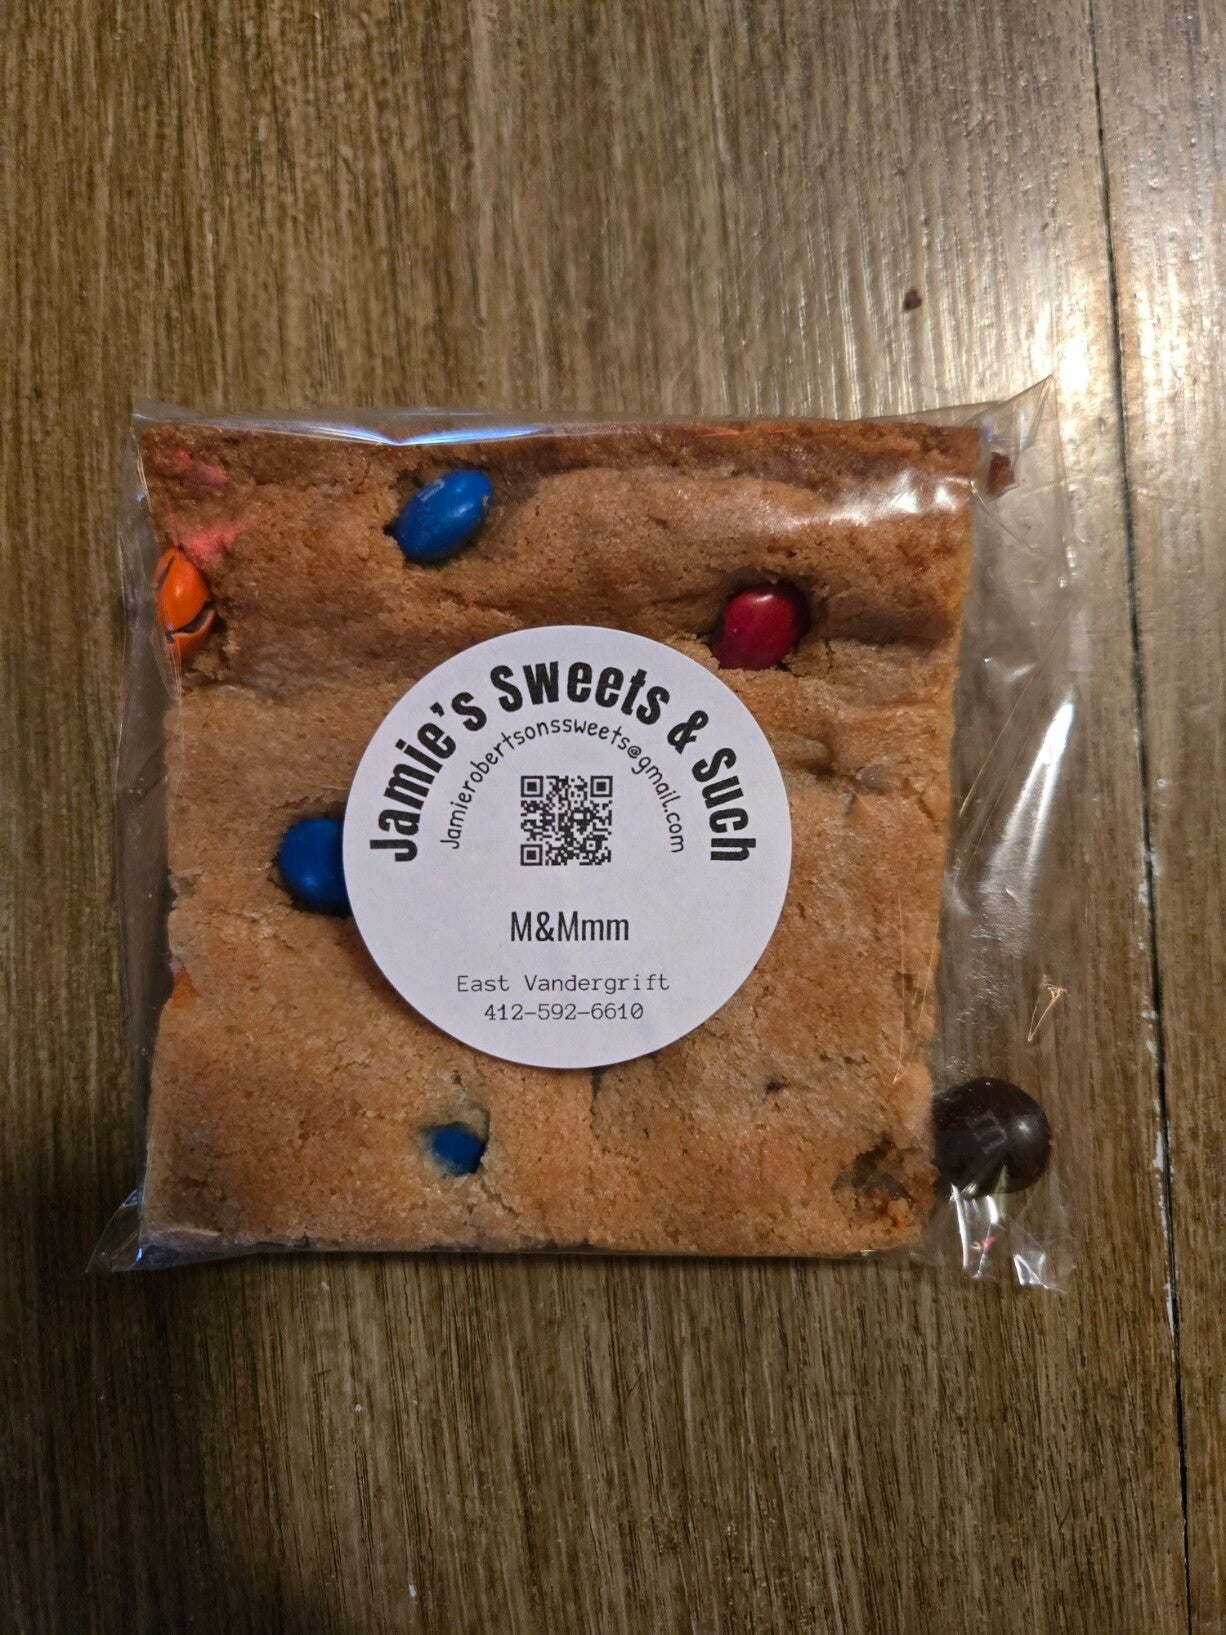 Jamie's Sweets & Such
Jamierobertsonssweets@gmail.com
M&Mmm
East Vandergrift
412-592-6610
m